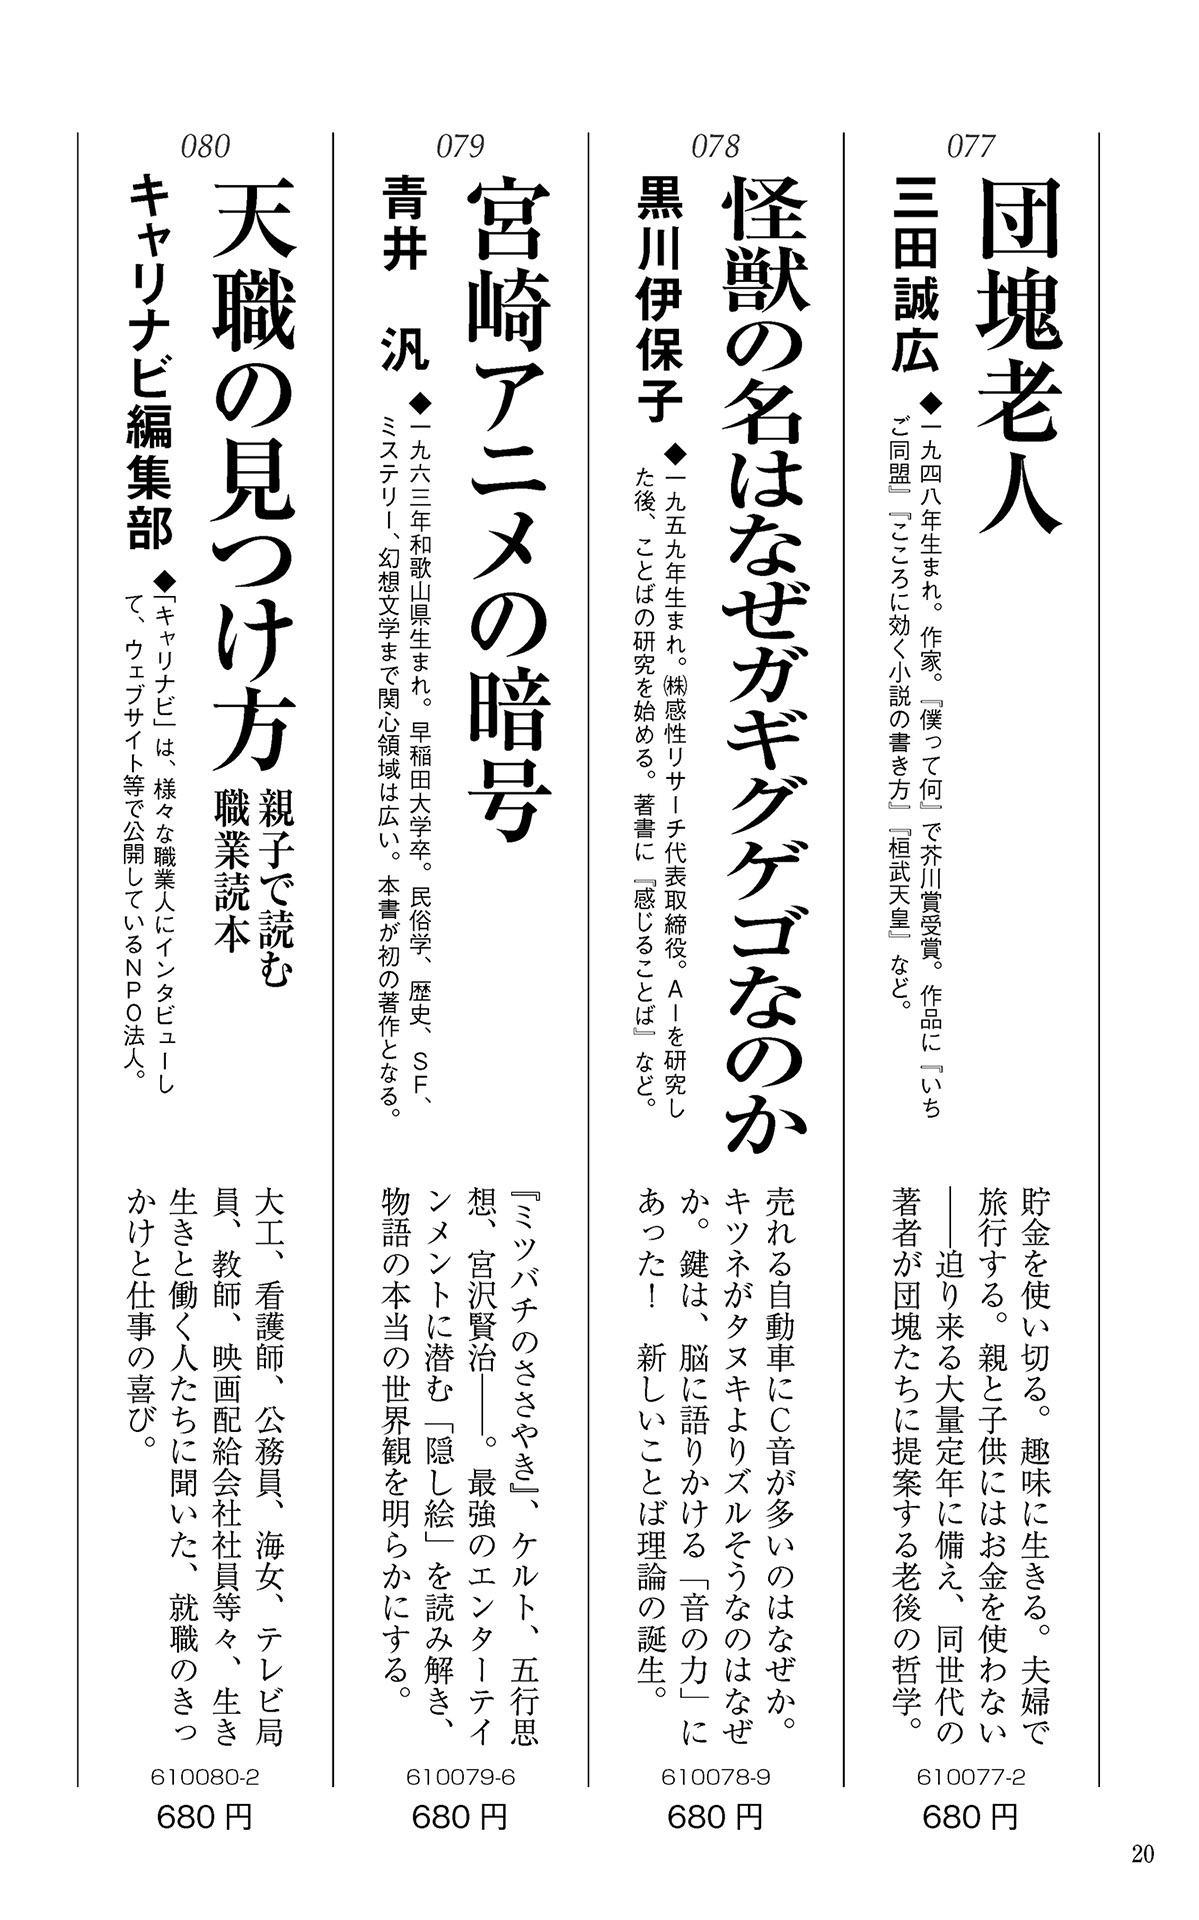 077
団塊老人
三田誠広
◆一九四八年生まれ。作家。『僕って何』で芥川賞受賞。作品に『いち
ご同盟』『こころに効く小説の書き方』『桓武天皇』など。
貯金を使い切る。趣味に生きる。夫婦で
旅行する。親と子供にはお金を使わない
――迫り来る大量定年に備え、同世代の
著者が団塊たちに提案する老後の哲学。
610077-2
680円
078
怪獣の名はなぜガギグゲゴなのか
黒川伊保子
◆一九五九年生まれ。㈱感性リサーチ代表取締役。AIを研究し
た後、ことばの研究を始める。著書に『感じることば』など。
売れる自動車にC音が多いのはなぜか。
キツネがタヌキよりズルそうなのはなぜ
か。鍵は、脳に語りかける「音の力」に
あった！　新しいことば理論の誕生。
610078-9
680円
079
宮崎アニメの暗号
青井　汎
◆一九六三年和歌山県生まれ。早稲田大学卒。民俗学、歴史、SF、
ミステリー、幻想文学まで関心領域は広い。本書が初の著作となる。
『ミツバチのささやき』、ケルト、五行思
想、宮沢賢治――。最強のエンターテイ
ンメントに潜む「隠し絵」を読み解き、
物語の本当の世界観を明らかにする。
610079-6
680円
080
天職の見つけ方
親子で読む
職業読本
キャリナビ編集部
◆「キャリナビ」は、様々な職業人にインタビューし
て、ウェブサイト等で公開しているNPO法人。
大工、看護師、公務員、海女、テレビ局
員、教師、映画配給会社社員等々、生き
生きと働く人たちに聞いた、就職のきっ
かけと仕事の喜び。
610080-2
680円
20